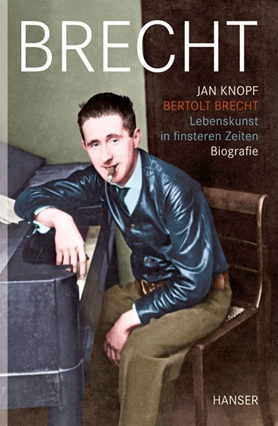 BRECHT
JAN KNOPF
BERTOLT BRECHT
Lebenskunst
in finsteren Zeiten
Biografie
HANSER